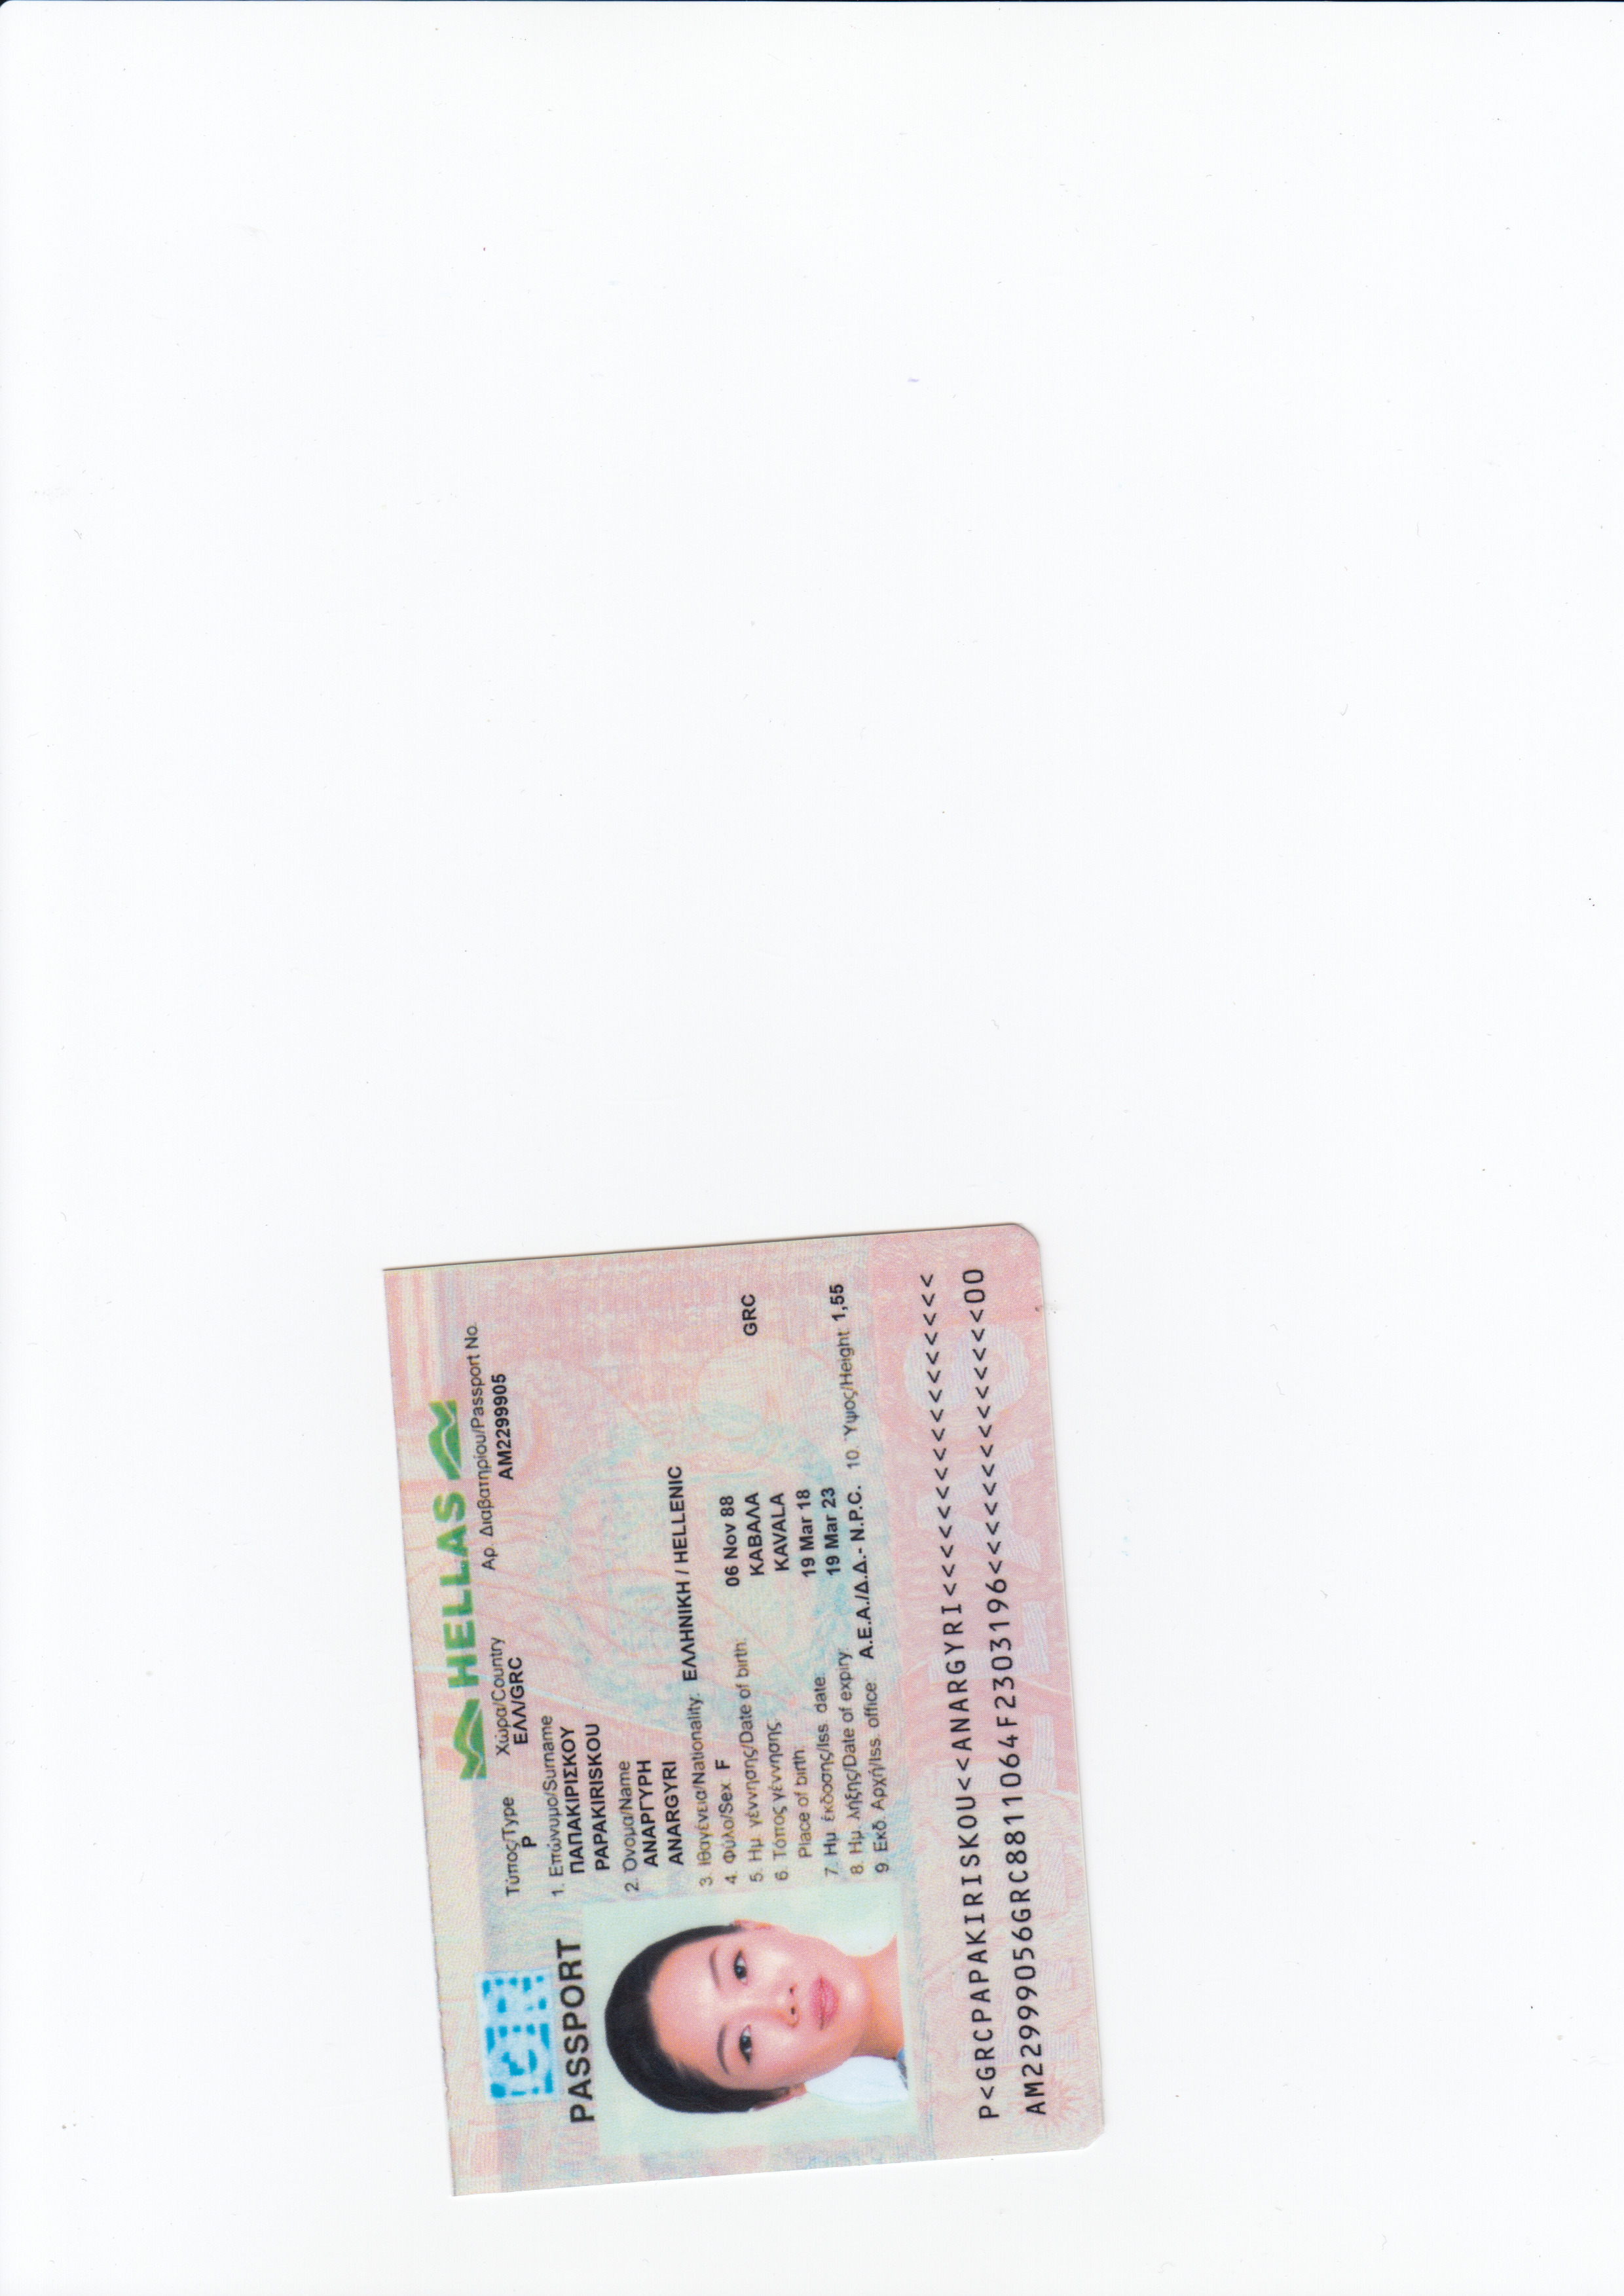 HELLAS
PASSPORT
Τύπος/Type Χώρα/Country Αρ. Διαβατηρίου/Passport No.
P ΕΛΛ/GRC AM2299905
1. Επώνυμο/Surname
ΠΑΠΑΚΙΡΙΣΚΟΥ
PAPAKIRISKOU
2. Όνομα/Name
ΑΝΑΡΓΥΡΗ
ANARGYRI
3. Ιθαγένεια/Nationality: ΕΛΛΗΝΙΚΗ / HELLENIC
4. Φύλο/Sex F
5. Ημ. γέννησης/Date of birth: 06 Nov 88
6. Τόπος γέννησης ΚΑΒΑΛΑ GRC
Place of birth: KAVALA
7. Ημ. έκδοσης/Iss. date: 19 Mar 18
8. Ημ. λήξης/Date of expiry: 19 Mar 23
9. Εκδ. Αρχή/Iss. office: Α.Ε.Α./Δ.Δ.- N.P.C. 10. Ύψος/Height 1,55
P<GRCPAPAKIRISKOU<<ANARGYRI<<<<<<<<<<<<<<<<<
AM22999056GRC8811064F2303196<<<<<<<<<<<<<<00